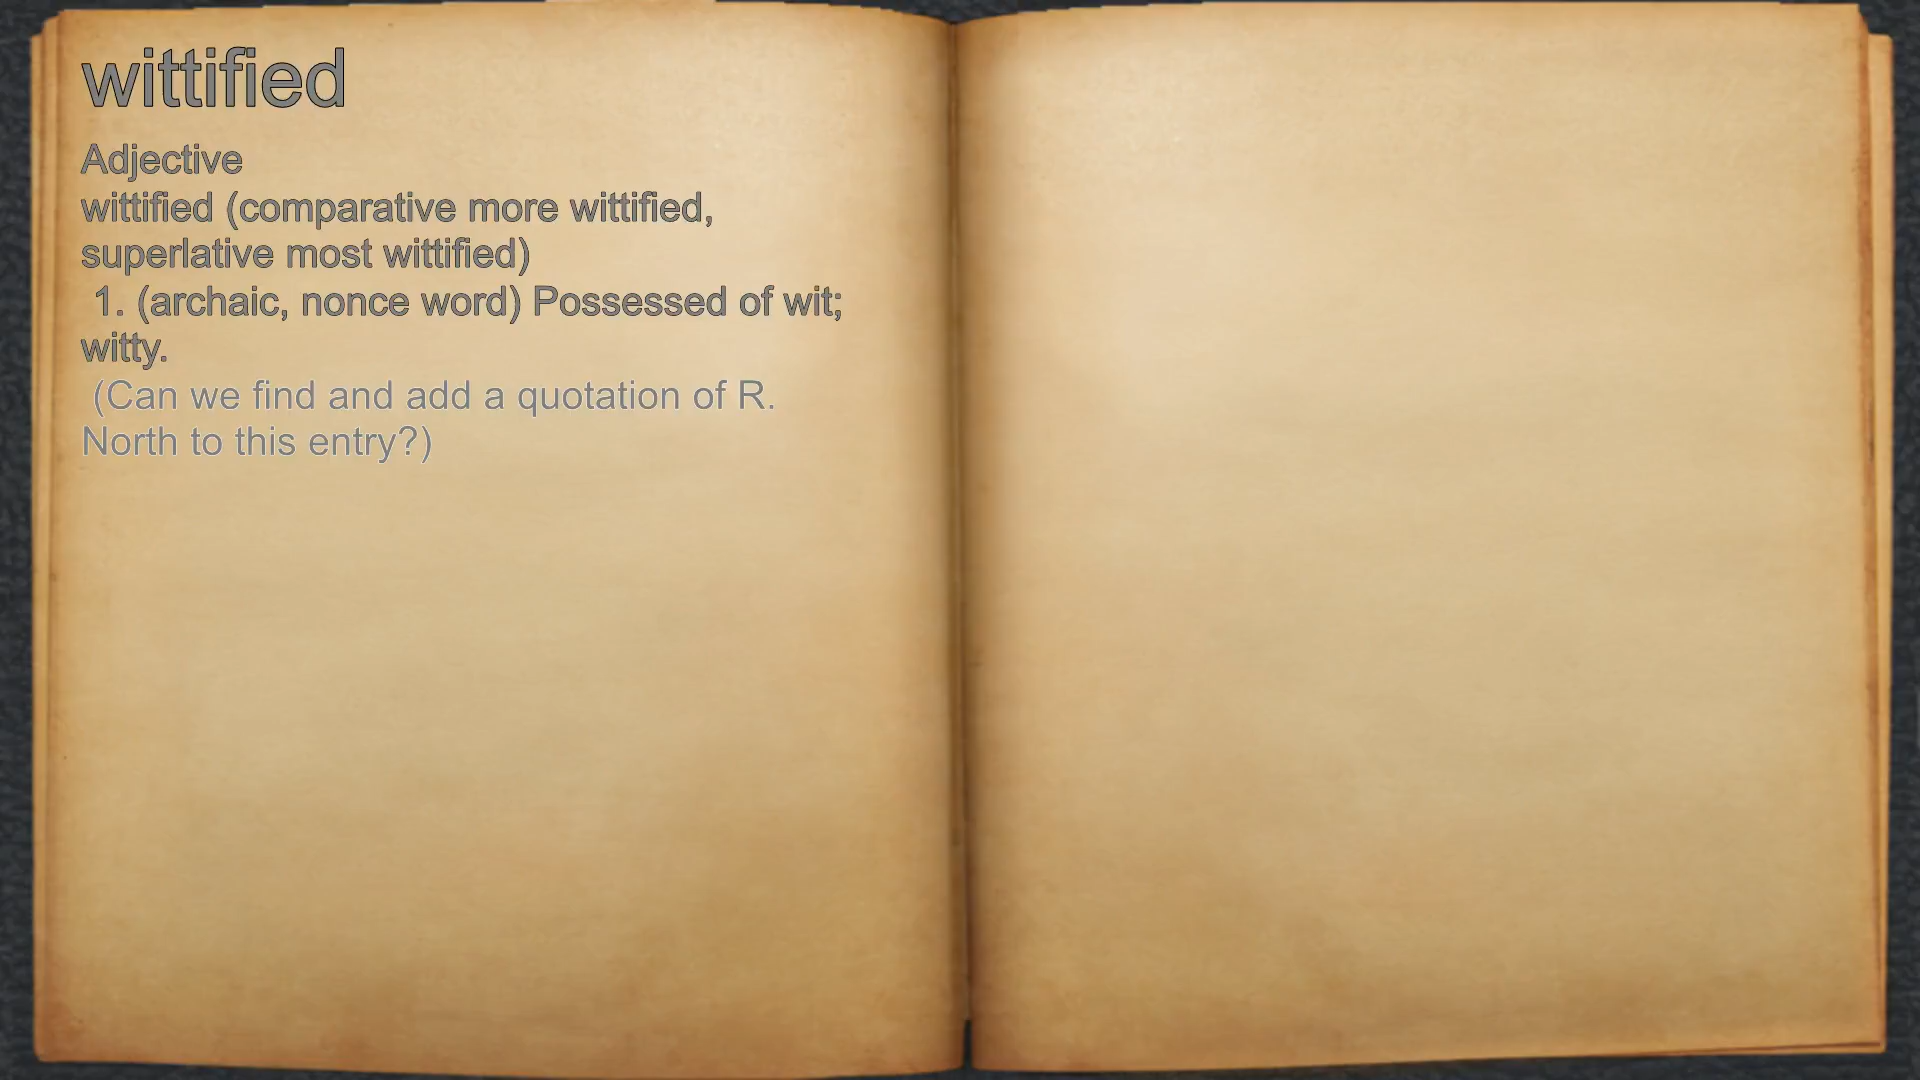 wittified
Adjective
wittified (comparative more wittified,
superlative most wittified)
1. (archaic, nonce word) Possessed of wit;
witty.
(Can we find and add a quotation of R.
North to this entry?)